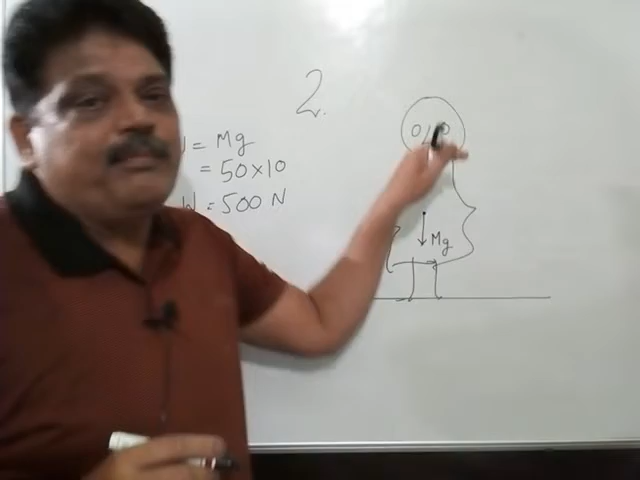 2.
W = Mg
= 50×10
W = 500 N
Mg